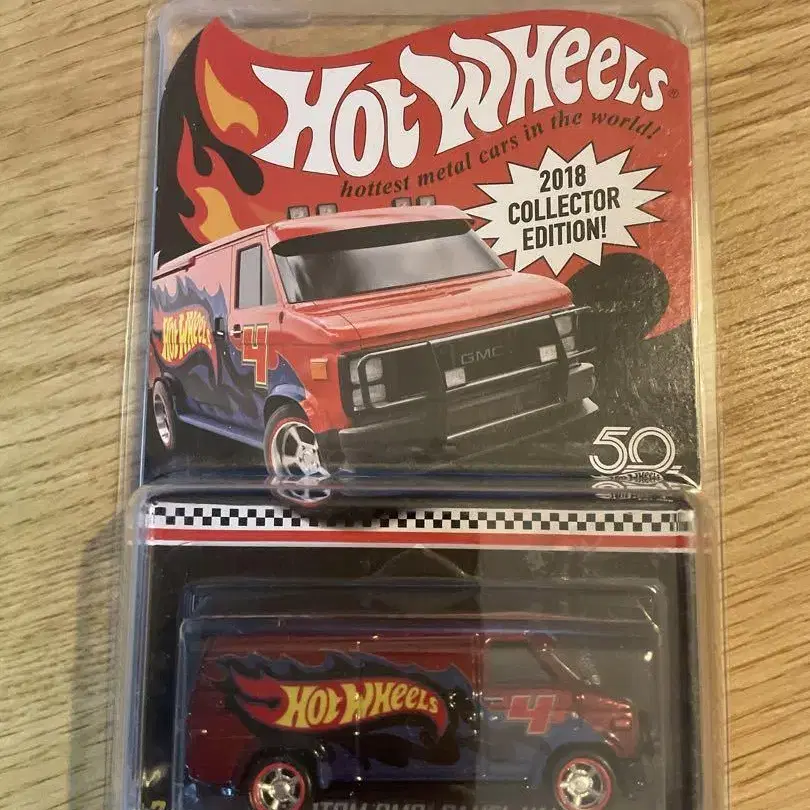 HOT WHEELS®
hottest metal cars in the world!
2018
COLLECTOR
EDITION!
HOT WHEELS
4
GMC
50
HOT WHEELS
4